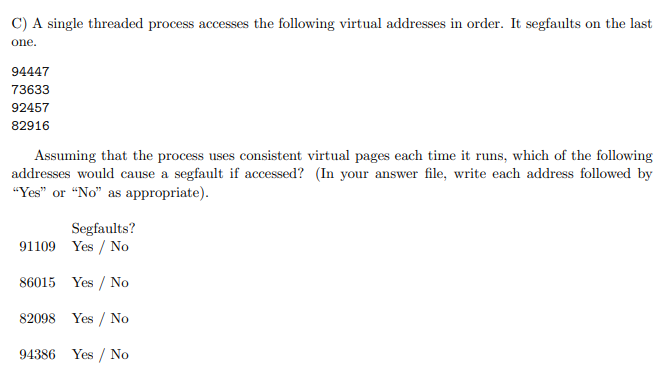 C) A single threaded process accesses the following virtual addresses in order. It segfaults on the last
one.
94447
73633
92457
82916
Assuming that the process uses consistent virtual pages each time it runs, which of the following
addresses would cause a segfault if accessed? (In your answer file, write each address followed by
“Yes” or “No” as appropriate).
Segfaults?
91109 Yes / No
86015 Yes / No
82098 Yes / No
94386 Yes / No